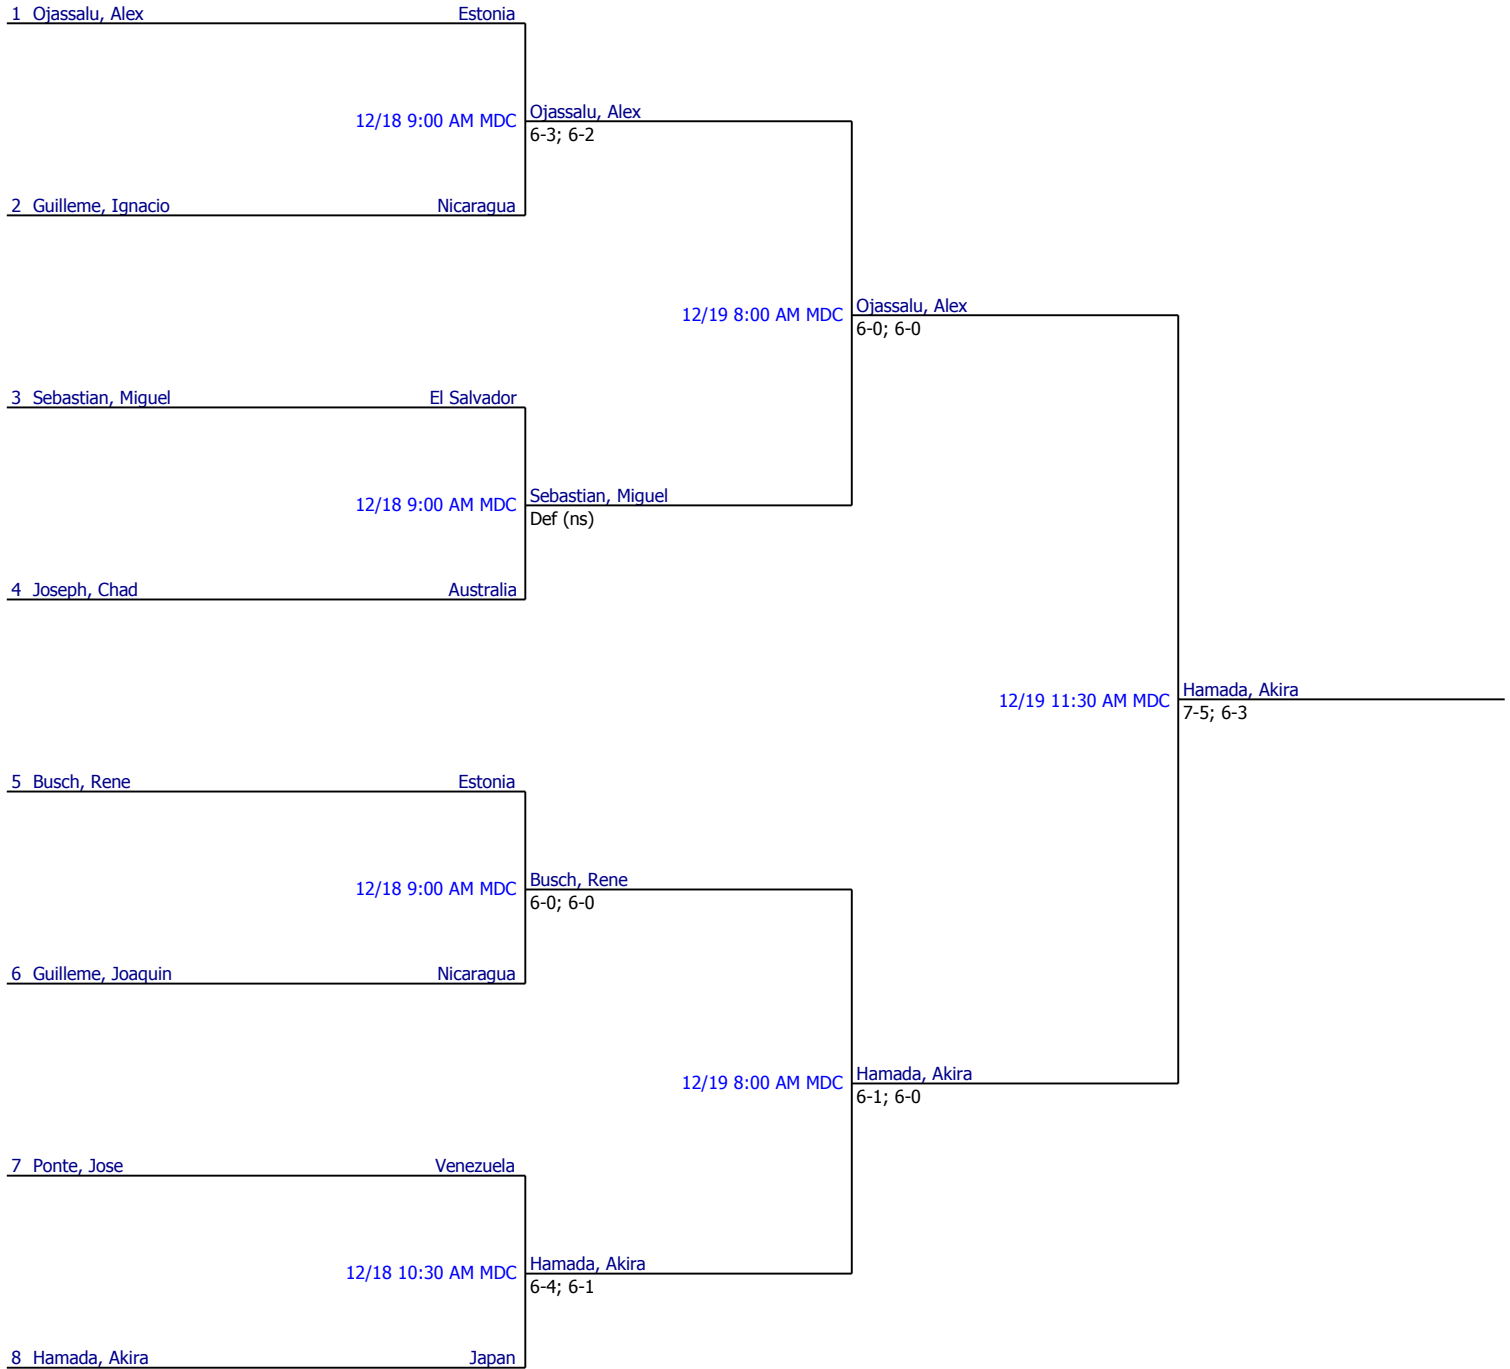 1 Ojassalu, Alex Estonia
12/18 9:00 AM MDC Ojassalu, Alex
6-3; 6-2
2 Guilleme, Ignacio Nicaragua
12/19 8:00 AM MDC Ojassalu, Alex
6-0; 6-0
3 Sebastian, Miguel El Salvador
12/18 9:00 AM MDC Sebastian, Miguel
Def (ns)
4 Joseph, Chad Australia
12/19 11:30 AM MDC Hamada, Akira
7-5; 6-3
5 Busch, Rene Estonia
12/18 9:00 AM MDC Busch, Rene
6-0; 6-0
6 Guilleme, Joaquin Nicaragua
12/19 8:00 AM MDC Hamada, Akira
6-1; 6-0
7 Ponte, Jose Venezuela
12/18 10:30 AM MDC Hamada, Akira
6-4; 6-1
8 Hamada, Akira Japan